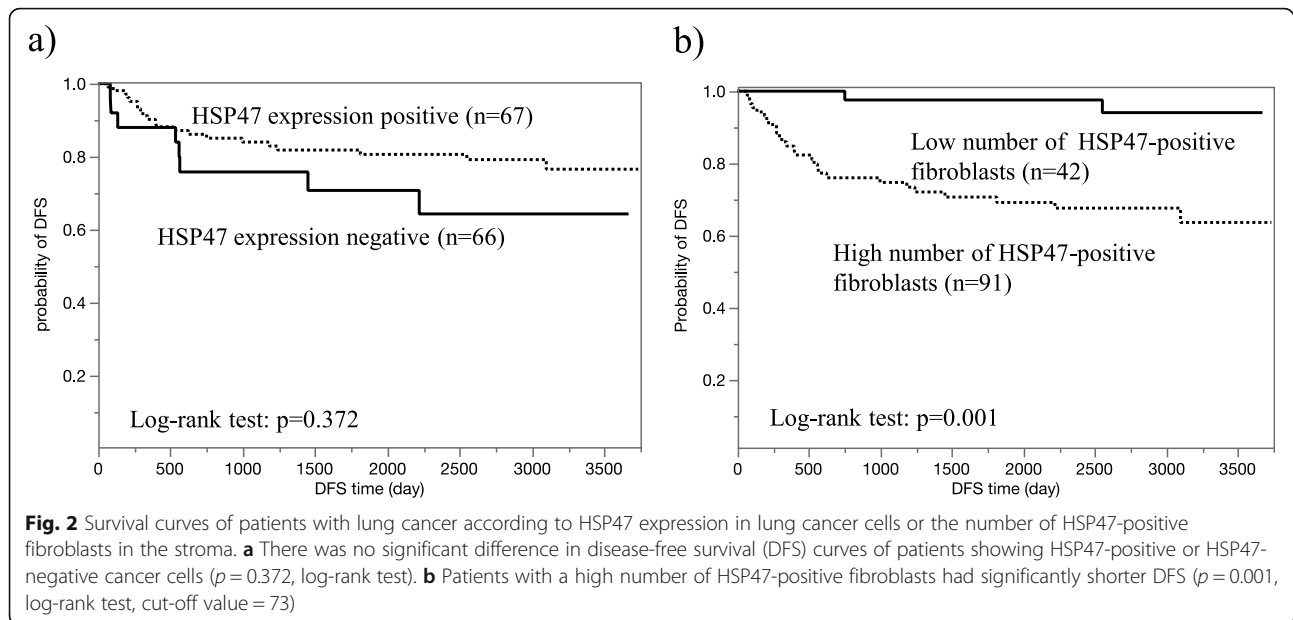 a)
1.0
0.8
0.6
0.4
0.2
probability of DFS
HSP47 expression positive (n=67)
HSP47 expression negative (n=66)
Log-rank test: p=0.372
0 500 1000 1500 2000 2500 3000 3500
DFS time (day)
b)
1.0
0.8
0.6
0.4
0.2
Probability of DFS
Low number of HSP47-positive
fibroblasts (n=42)
High number of HSP47-positive
fibroblasts (n=91)
Log-rank test: p=0.001
0 500 1000 1500 2000 2500 3000 3500
DFS time (day)
Fig. 2 Survival curves of patients with lung cancer according to HSP47 expression in lung cancer cells or the number of HSP47-positive
fibroblasts in the stroma. a There was no significant difference in disease-free survival (DFS) curves of patients showing HSP47-positive or HSP47-
negative cancer cells (p = 0.372, log-rank test). b Patients with a high number of HSP47-positive fibroblasts had significantly shorter DFS (p = 0.001,
log-rank test, cut-off value = 73)